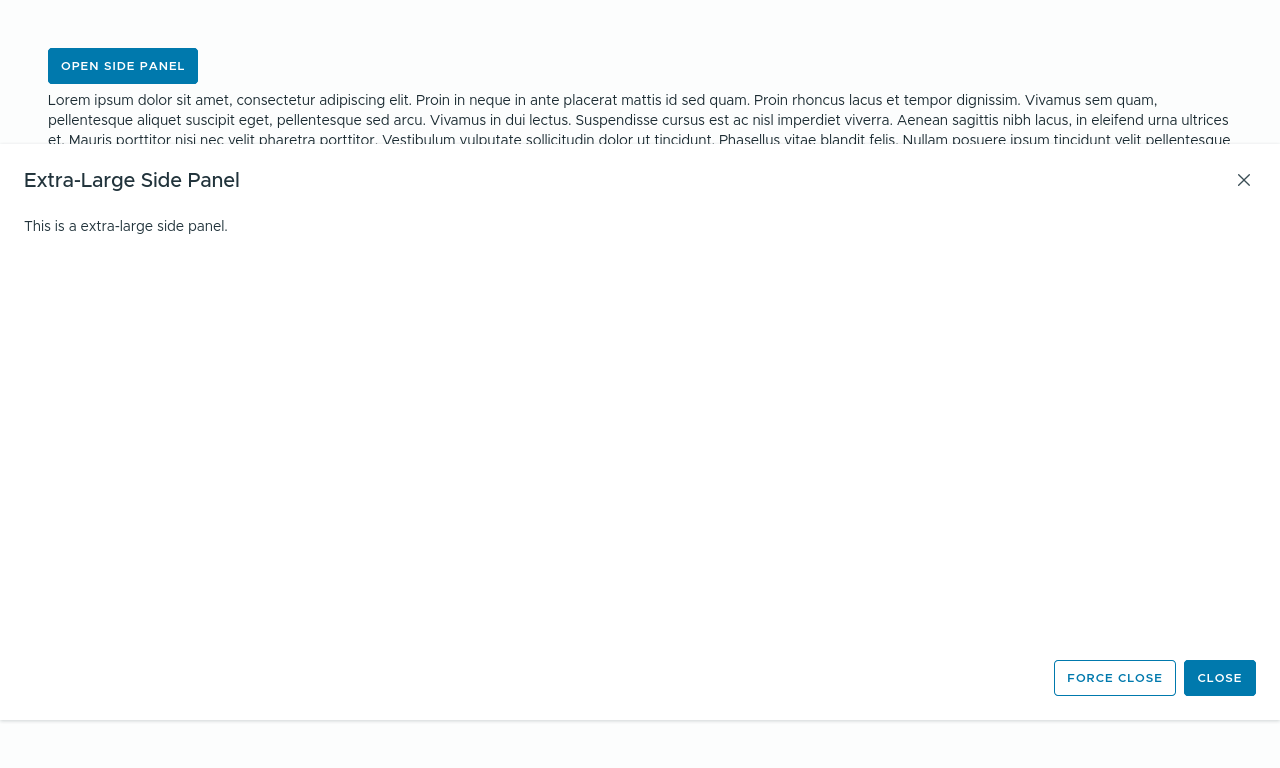 OPEN SIDE PANEL
Lorem ipsum dolor sit amet, consectetur adipiscing elit. Proin in neque in ante placerat mattis id sed quam. Proin rhoncus lacus et tempor dignissim. Vivamus sem quam,
pellentesque aliquet suscipit eget, pellentesque sed arcu. Vivamus in dui lectus. Suspendisse cursus est ac nisl imperdiet viverra. Aenean sagittis nibh lacus, in eleifend urna ultrices
et. Mauris porttitor nisi nec velit pharetra porttitor. Vestibulum vulputate sollicitudin dolor ut tincidunt. Phasellus vitae blandit felis. Nullam posuere ipsum tincidunt velit pellentesque
Extra-Large Side Panel
This is a extra-large side panel.
FORCE CLOSE
CLOSE